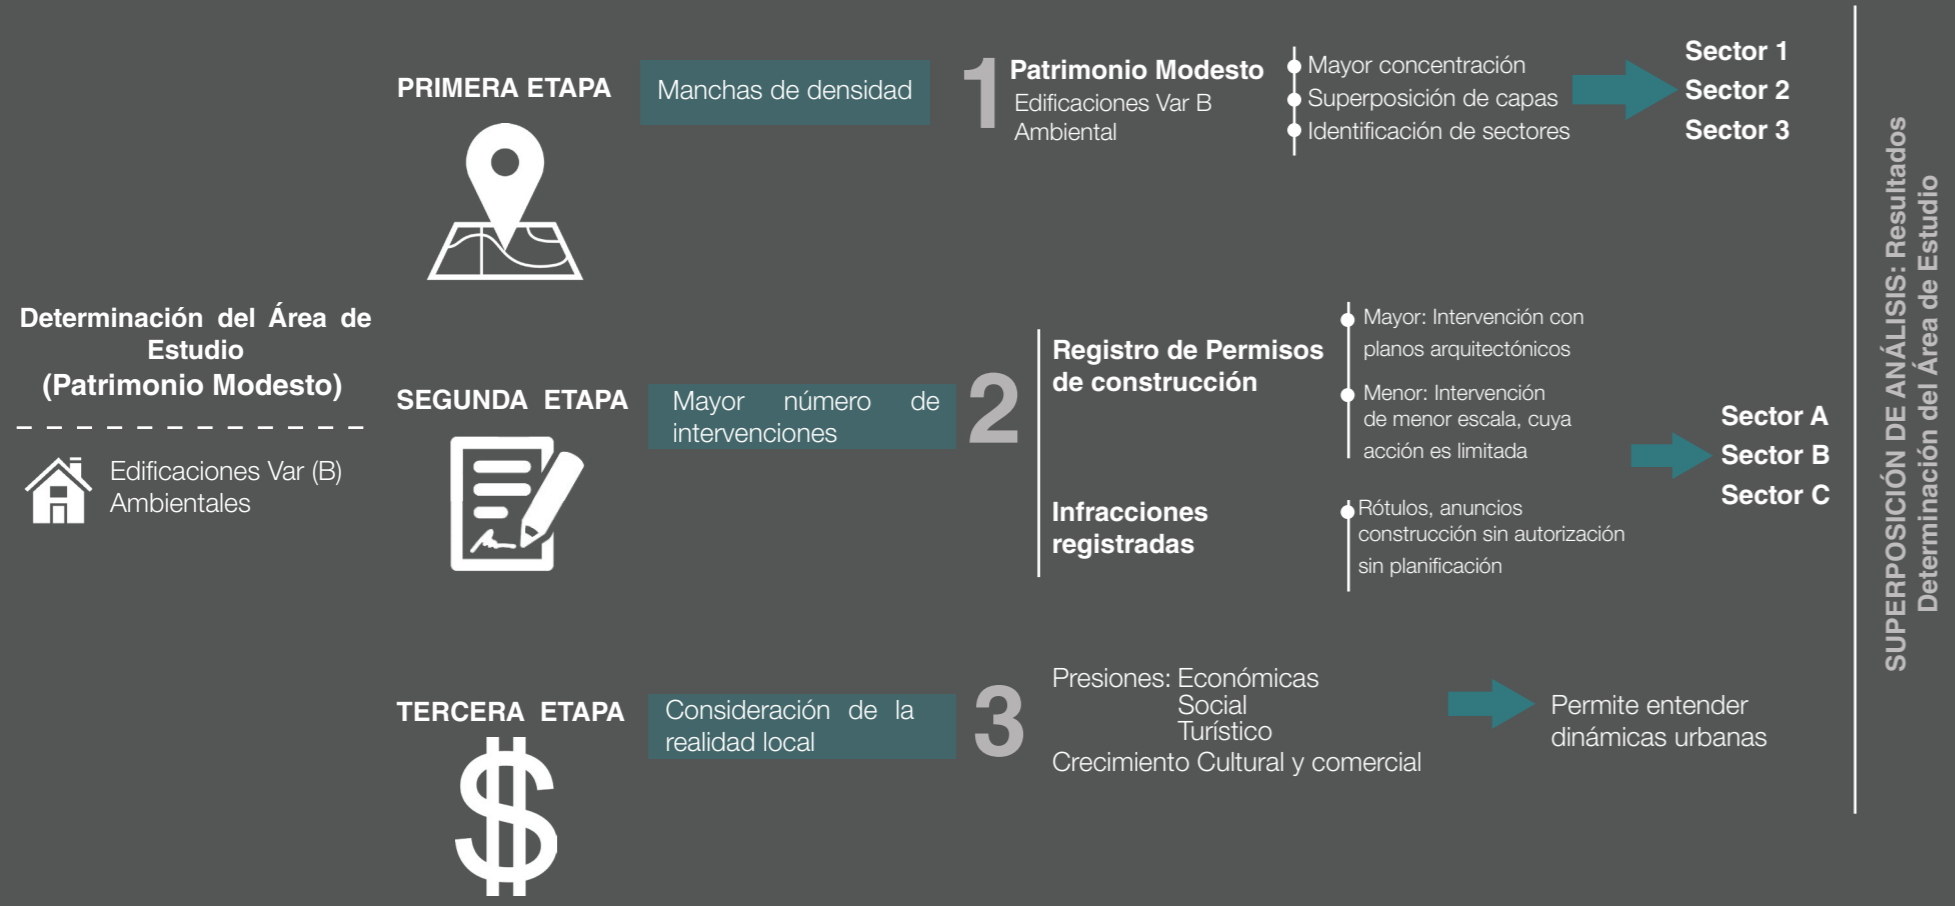 Determinación del Área de
Estudio
(Patrimonio Modesto)
Edificaciones Var (B)
Ambientales
PRIMERA ETAPA
Manchas de densidad
1
Patrimonio Modesto
Edificaciones Var B
Ambiental
Mayor concentración
Superposición de capas
Identificación de sectores
Sector 1
Sector 2
Sector 3
SEGUNDA ETAPA
Mayor número de
intervenciones
2
Registro de Permisos
de construcción
Mayor: Intervención con
planos arquitectónicos
Menor: Intervención
de menor escala, cuya
acción es limitada
Infracciones
registradas
Rótulos, anuncios
construcción sin autorización
sin planificación
Sector A
Sector B
Sector C
TERCERA ETAPA
Consideración de la
realidad local
3
Presiones: Económicas
Social
Turístico
Crecimiento Cultural y comercial
Permite entender
dinámicas urbanas
SUPERPOSICIÓN DE ANÁLISIS: Resultados
Determinación del Área de Estudio